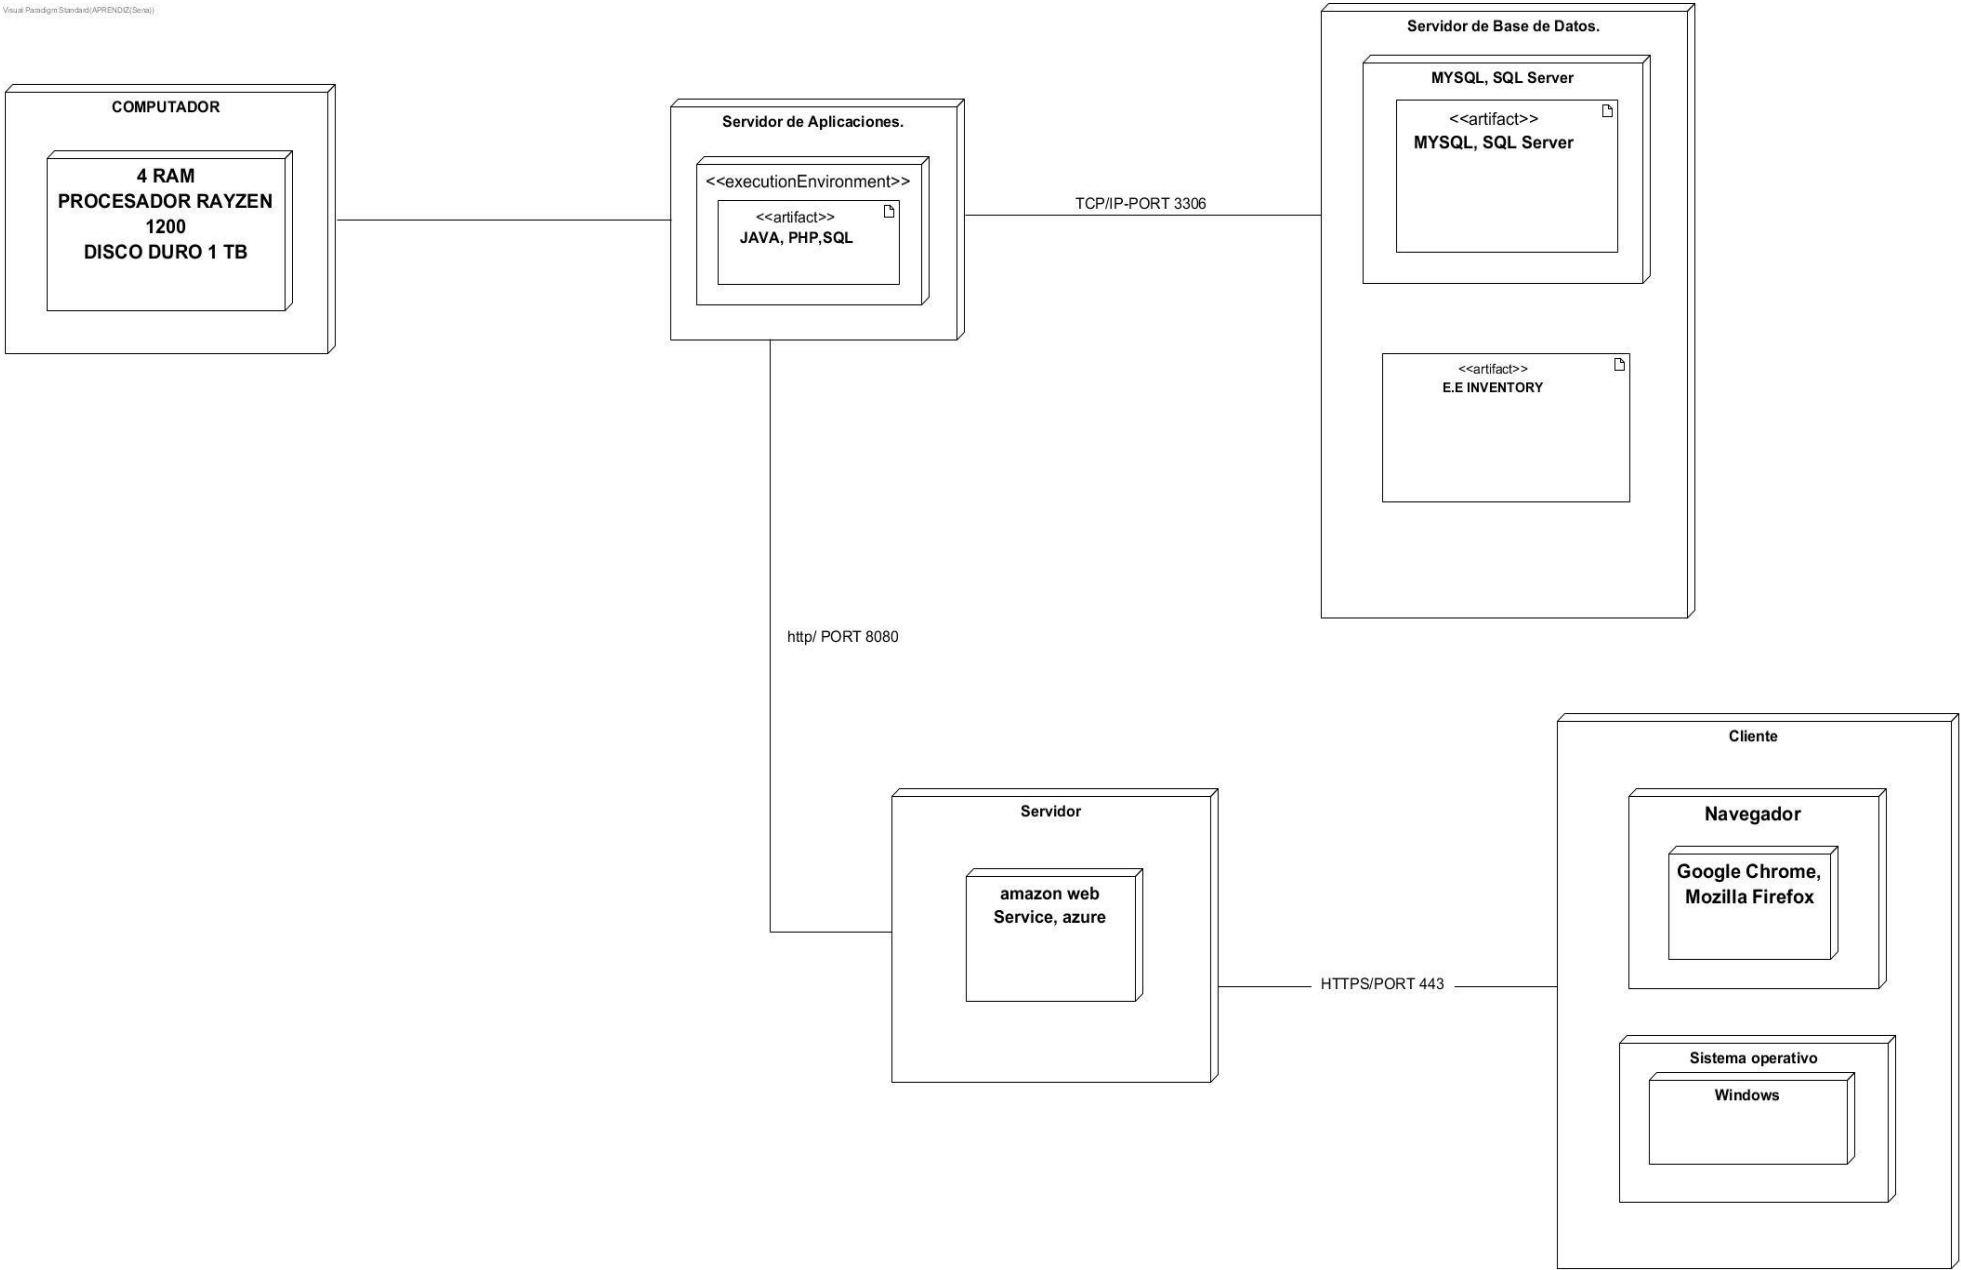 Visual Paradigm Standard(APRENDIZ(Sena))
COMPUTADOR
4 RAM
PROCESADOR RAYZEN
1200
DISCO DURO 1 TB
Servidor de Aplicaciones.
<<executionEnvironment>>
<<artifact>>
JAVA, PHP,SQL
TCP/IP-PORT 3306
Servidor de Base de Datos.
MYSQL, SQL Server
<<artifact>>
MYSQL, SQL Server
<<artifact>>
E.E INVENTORY
http/ PORT 8080
Servidor
amazon web
Service, azure
HTTPS/PORT 443
Cliente
Navegador
Google Chrome,
Mozilla Firefox
Sistema operativo
Windows